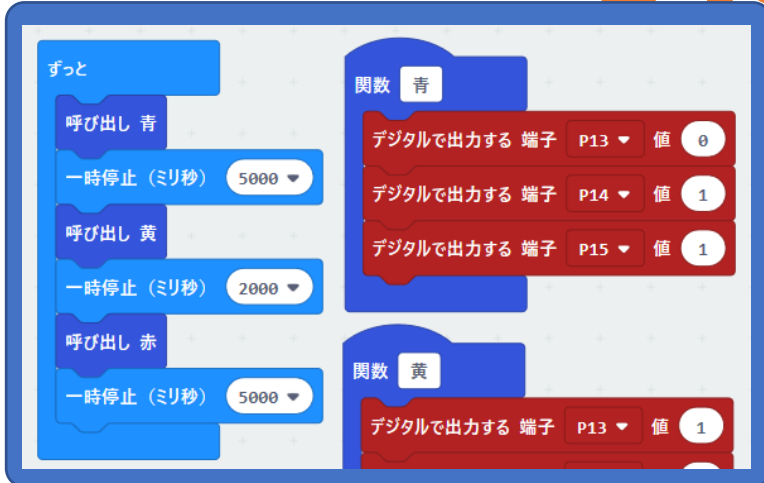 ずっと
呼び出し 青
一時停止 (ミリ秒) 5000
呼び出し 黄
一時停止 (ミリ秒) 2000
呼び出し 赤
一時停止 (ミリ秒) 5000
関数 青
デジタルで出力する 端子 P13 値 0
デジタルで出力する 端子 P14 値 1
デジタルで出力する 端子 P15 値 1
関数 黄
デジタルで出力する 端子 P13 値 1